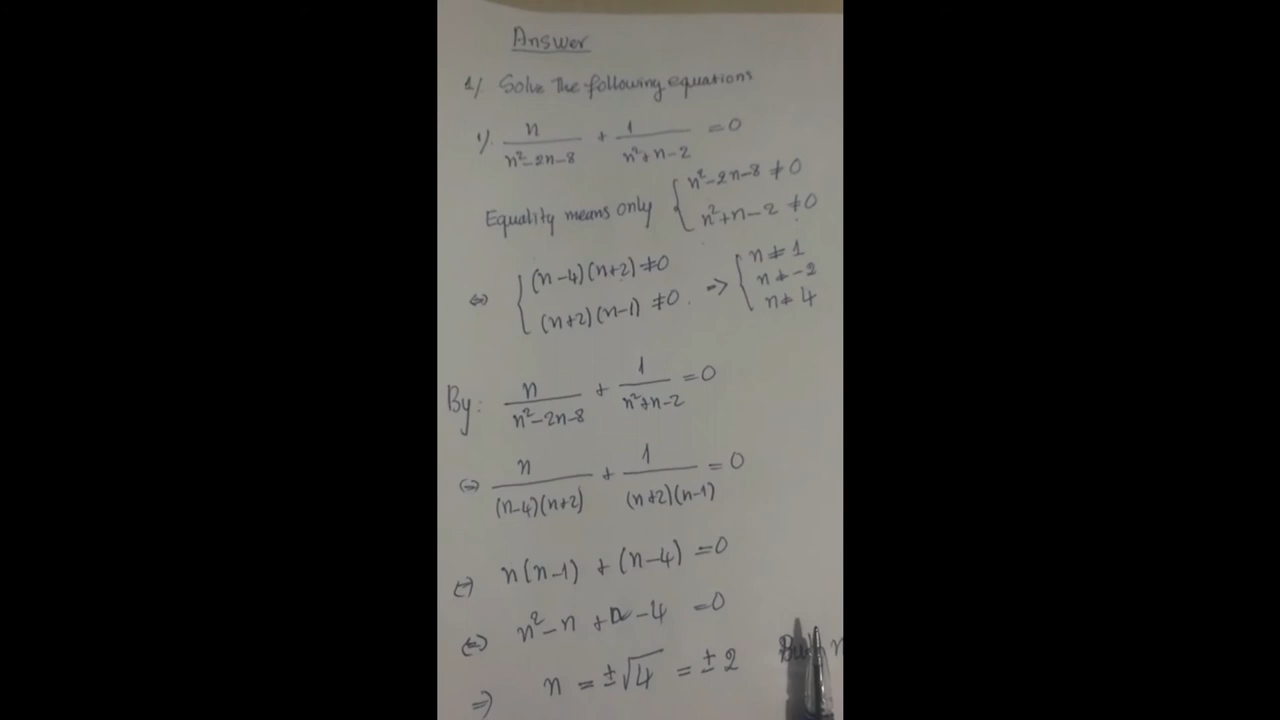 Answer
1/. Solve the following equations
1/. n/(n²-2n-8) + 1/(n²+n-2) = 0
Equality means only { n²-2n-8 ≠ 0
n²+n-2 ≠ 0
⇔ { (n-4)(n+2) ≠ 0
(n+2)(n-1) ≠ 0. => { n ≠ 1
n ≠ -2
n ≠ 4
By: n/(n²-2n-8) + 1/(n²+n-2) = 0
⇔ n/((n-4)(n+2)) + 1/((n+2)(n-1)) = 0
⇔ n(n-1) + (n-4) = 0
⇔ n² - n + n - 4 = 0
=> n = ±√4 = ±2